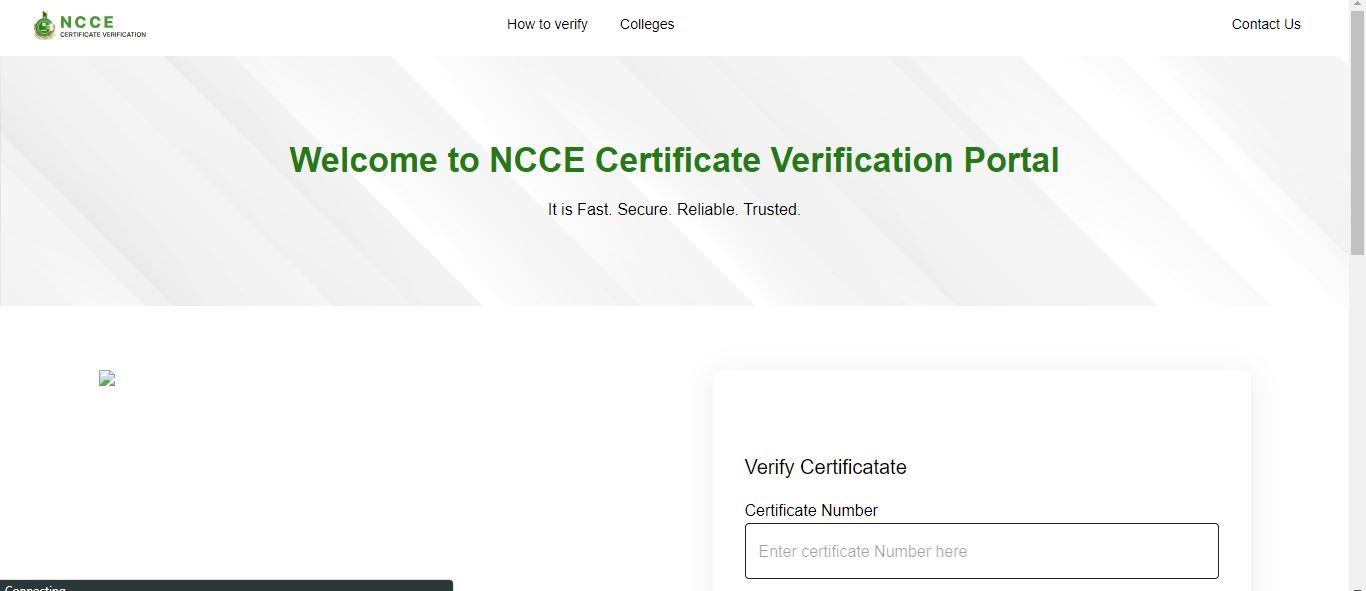 NCCE
CERTIFICATE VERIFICATION
How to verify
Colleges
Contact Us
Welcome to NCCE Certificate Verification Portal
It is Fast. Secure. Reliable. Trusted.
Verify Certificatate
Certificate Number
Enter certificate Number here
Connecting